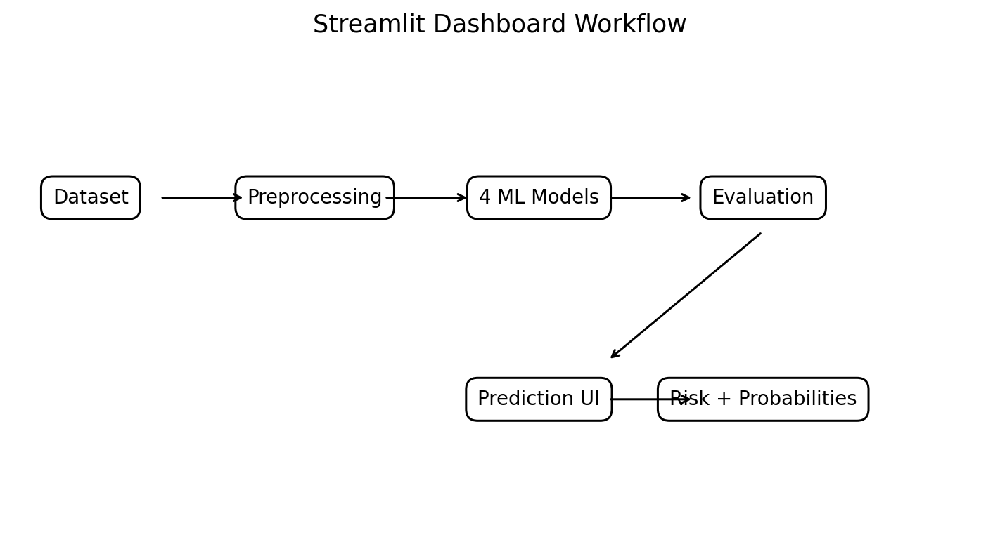 Streamlit Dashboard Workflow
Dataset
Preprocessing
4 ML Models
Evaluation
Prediction UI
Risk + Probabilities